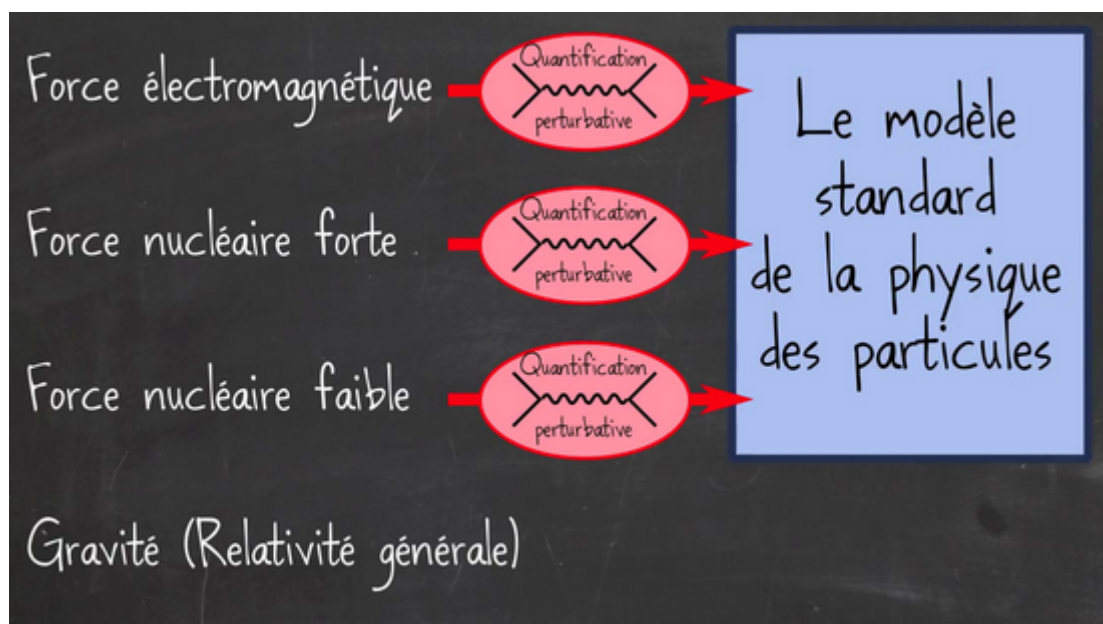 Force électromagnétique
Quantification
perturbative
Force nucléaire forte
Quantification
perturbative
Force nucléaire faible
Quantification
perturbative
Le modèle
standard
de la physique
des particules
Gravité (Relativité générale)